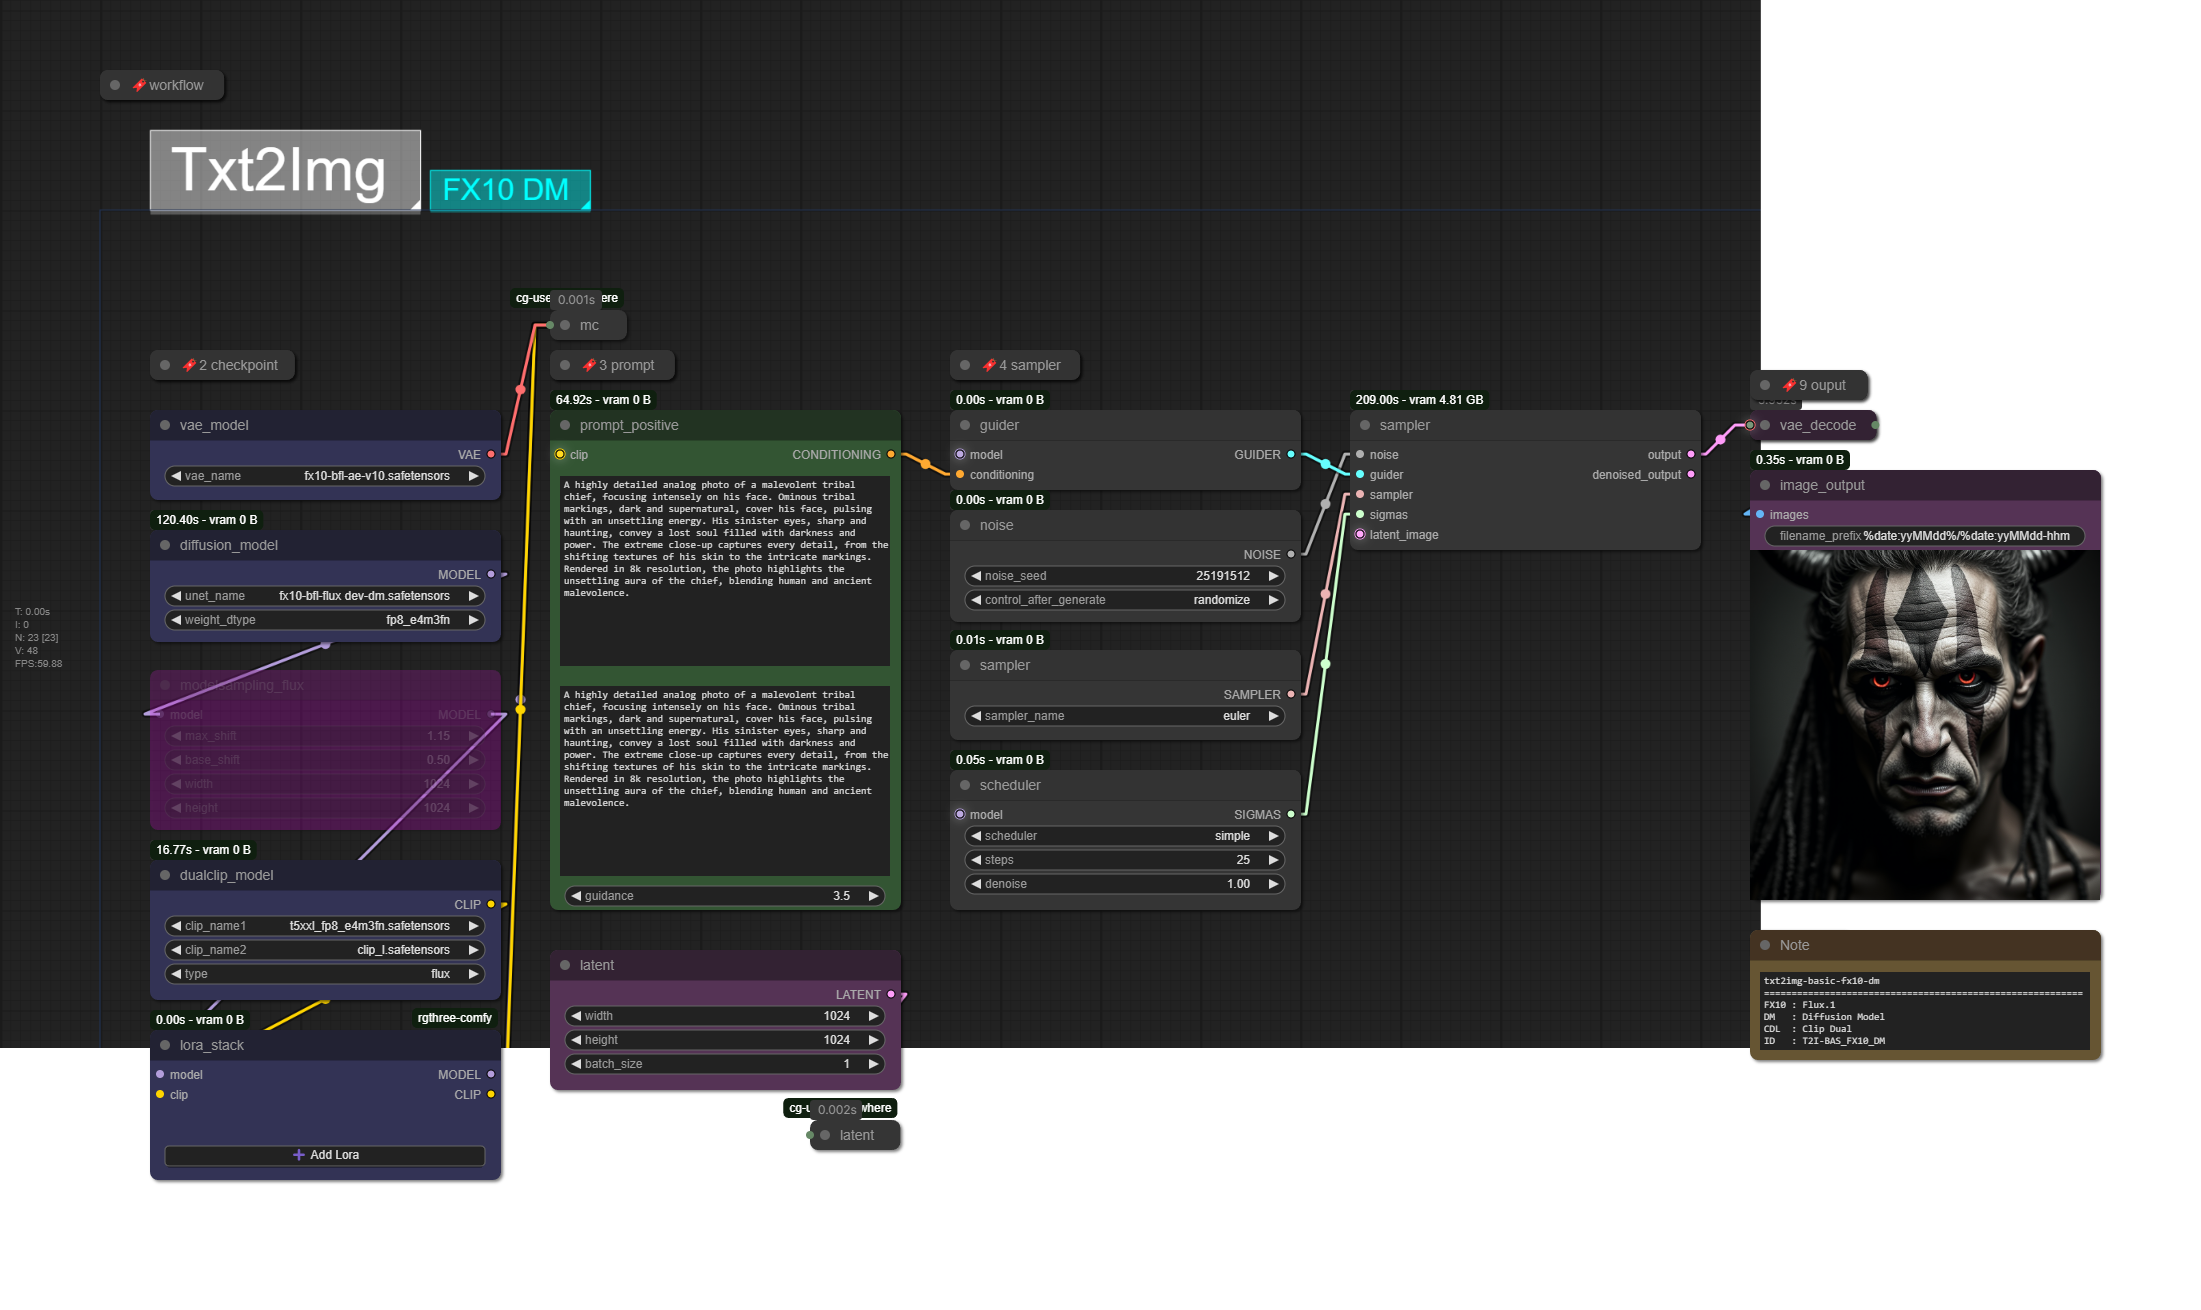 workflow
Txt2Img
FX10 DM
0.001s
mc
2 checkpoint
3 prompt
4 sampler
9 ouput
vae_model
VAE
vae_name fx10-bfl-ae-v10.safetensors
120.40s - vram 0 B
diffusion_model
MODEL
unet_name fx10-bfl-flux dev-dm.safetensors
weight_dtype fp8_e4m3fn
T: 0.00s
I: 0
N: 23 [23]
V: 48
FPS:59.88
modelsampling_flux
model MODEL
max_shift 1.15
base_shift 0.50
width 1024
height 1024
16.77s - vram 0 B
dualclip_model
CLIP
clip_name1 t5xxl_fp8_e4m3fn.safetensors
clip_name2 clip_l.safetensors
type flux
0.00s - vram 0 B
rgthree-comfy
lora_stack
model MODEL
clip CLIP
Add Lora
64.92s - vram 0 B
prompt_positive
clip CONDITIONING
A highly detailed analog photo of a malevolent tribal
chief, focusing intensely on his face. Ominous tribal
markings, dark and supernatural, cover his face, pulsing
with an unsettling energy. His sinister eyes, sharp and
haunting, convey a lost soul filled with darkness and
power. The extreme close-up captures every detail, from the
shifting textures of his skin to the intricate markings.
Rendered in 8k resolution, the photo highlights the
unsettling aura of the chief, blending human and ancient
malevolence.
A highly detailed analog photo of a malevolent tribal
chief, focusing intensely on his face. Ominous tribal
markings, dark and supernatural, cover his face, pulsing
with an unsettling energy. His sinister eyes, sharp and
haunting, convey a lost soul filled with darkness and
power. The extreme close-up captures every detail, from the
shifting textures of his skin to the intricate markings.
Rendered in 8k resolution, the photo highlights the
unsettling aura of the chief, blending human and ancient
malevolence.
guidance 3.5
latent
LATENT
width 1024
height 1024
batch_size 1
0.002s
latent
0.00s - vram 0 B
guider
model GUIDER
conditioning
0.00s - vram 0 B
noise
NOISE
noise_seed 25191512
control_after_generate randomize
0.01s - vram 0 B
sampler
SAMPLER
sampler_name euler
0.05s - vram 0 B
scheduler
model SIGMAS
scheduler simple
steps 25
denoise 1.00
209.00s - vram 4.81 GB
sampler
noise output
guider denoised_output
sampler
sigmas
latent_image
vae_decode
0.35s - vram 0 B
image_output
images
filename_prefix %date:yyMMdd%/%date:yyMMdd-hhm
Note
txt2img-basic-fx10-dm
=========================================================
FX10 : Flux.1
DM : Diffusion Model
CDL : Clip Dual
ID : T2I-BAS_FX10_DM